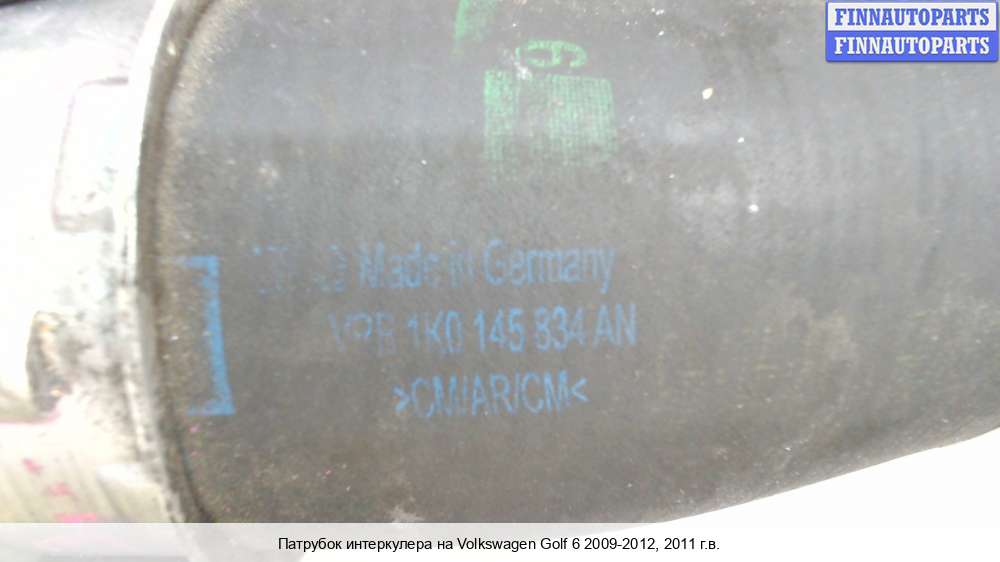 FINNAUTOPARTS
FINNAUTOPARTS
Made in Germany
1K0 145 834 AN
>CM/AR/CM<
Патрубок интеркулера на Volkswagen Golf 6 2009-2012, 2011 г.в.